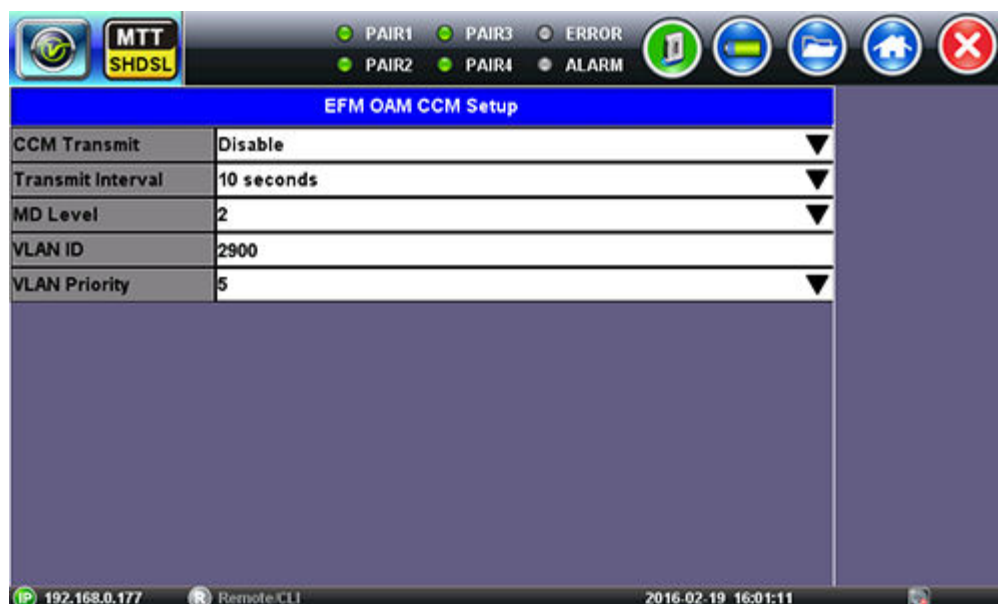 MTT
SHDSL
PAIR1 PAIR3 ERROR
PAIR2 PAIR4 ALARM
EFM OAM CCM Setup
CCM Transmit Disable
Transmit Interval 10 seconds
MD Level 2
VLAN ID 2900
VLAN Priority 5
IP 192.168.0.177 R Remote/CLI 2016-02-19 16:01:11